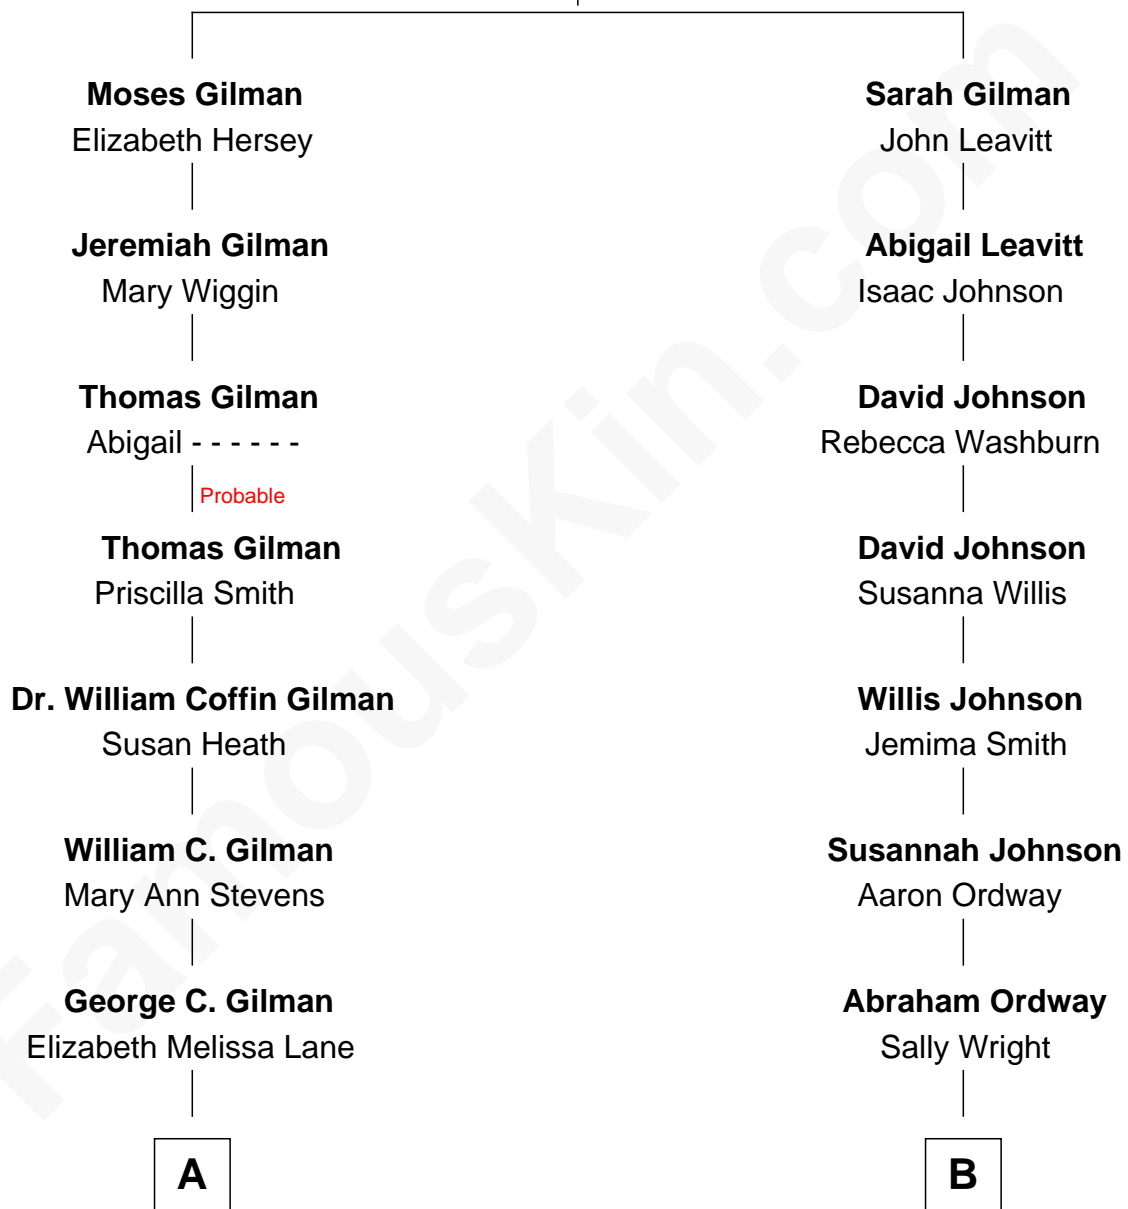 Moses Gilman
Elizabeth Hersey
Sarah Gilman
John Leavitt
Jeremiah Gilman
Mary Wiggin
Abigail Leavitt
Isaac Johnson
Thomas Gilman
Abigail - - - - - -
David Johnson
Rebecca Washburn
Probable
Thomas Gilman
Priscilla Smith
David Johnson
Susanna Willis
Dr. William Coffin Gilman
Susan Heath
Willis Johnson
Jemima Smith
William C. Gilman
Mary Ann Stevens
Susannah Johnson
Aaron Ordway
George C. Gilman
Elizabeth Melissa Lane
Abraham Ordway
Sally Wright
A
B
FamousKin.com